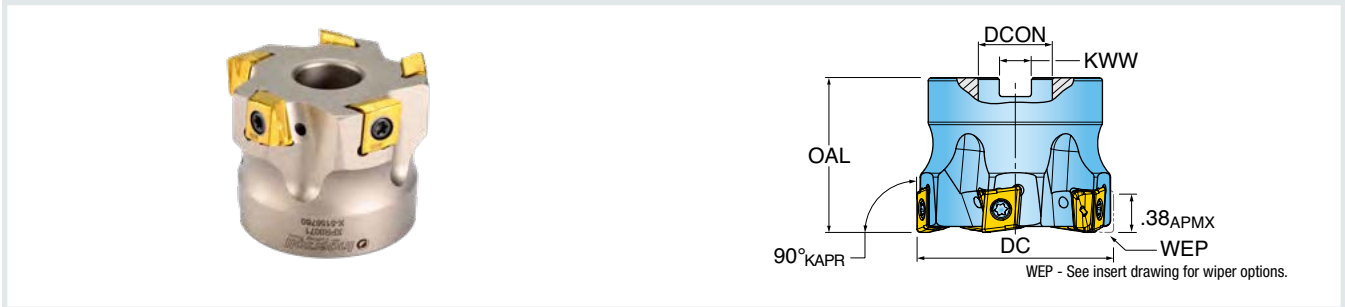 DCON
KWW
OAL
.38APMX
90°KAPR
DC
WEP
WEP - See insert drawing for wiper options.